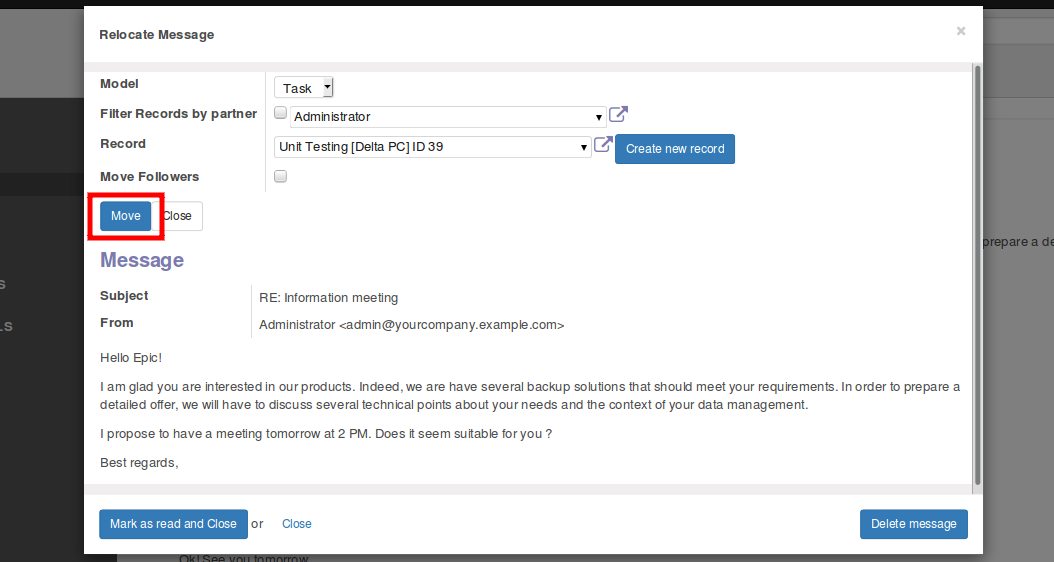 Relocate Message ×
Model Task
Filter Records by partner Administrator
Record Unit Testing [Delta PC] ID 39 Create new record
Move Followers
Move Close
Message
Subject RE: Information meeting
From Administrator <admin@yourcompany.example.com>
Hello Epic!
I am glad you are interested in our products. Indeed, we are have several backup solutions that should meet your requirements. In order to prepare a
detailed offer, we will have to discuss several technical points about your needs and the context of your data management.
I propose to have a meeting tomorrow at 2 PM. Does it seem suitable for you ?
Best regards,
Mark as read and Close or Close Delete message
prepare a de
S
LS
Ok! See you tomorrow